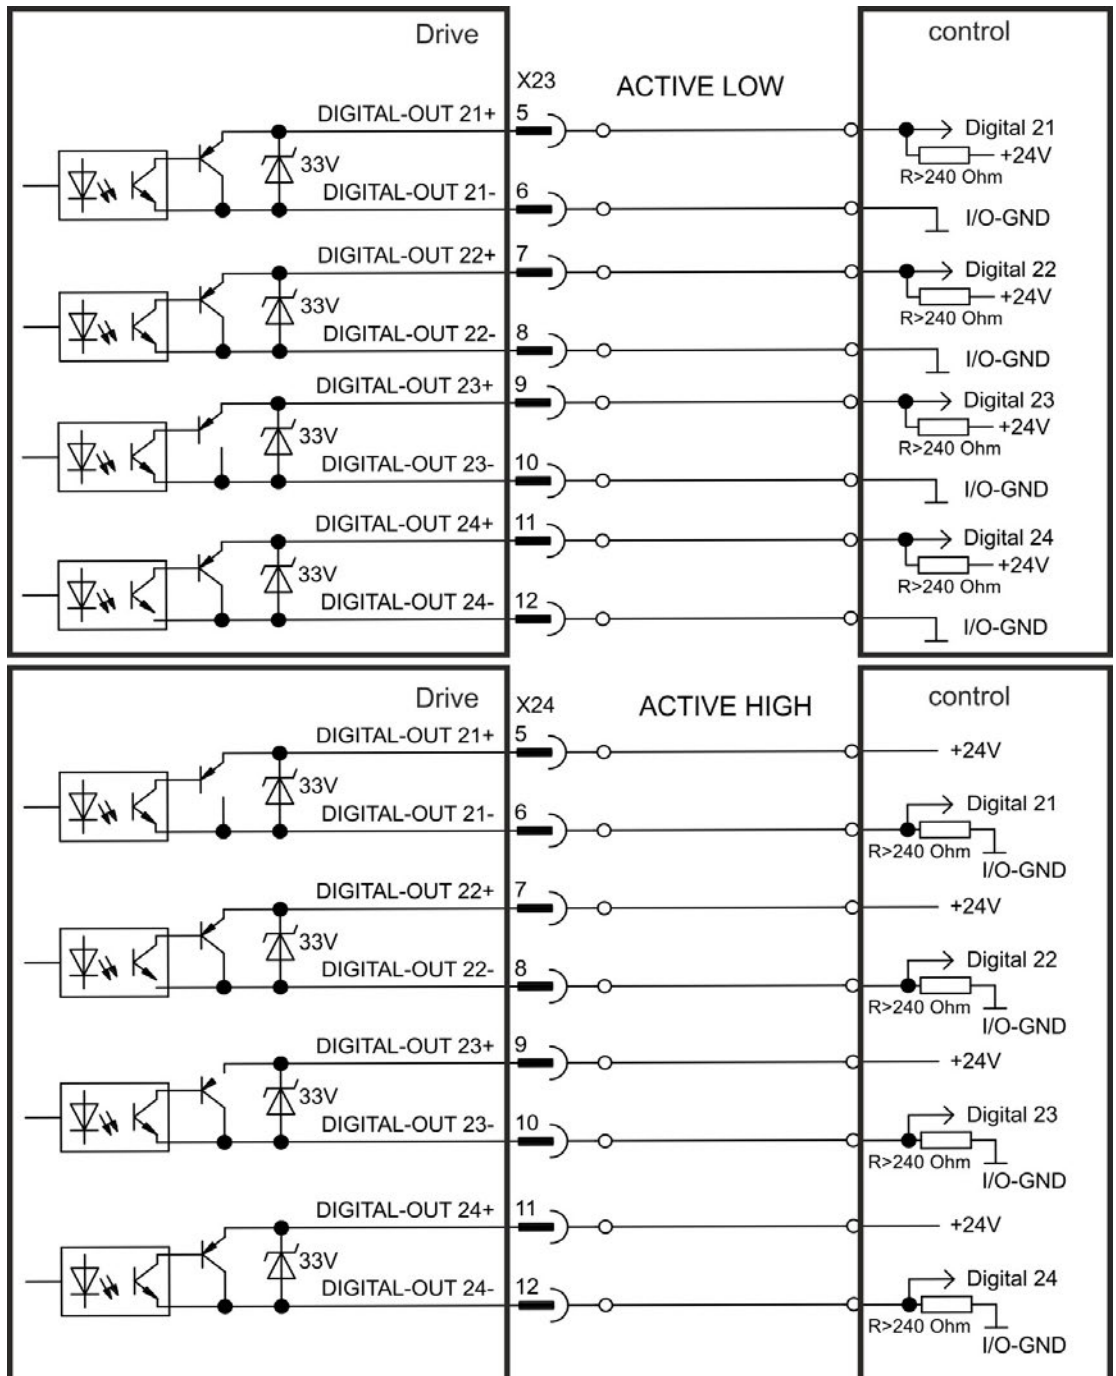 Drive
control
X23
ACTIVE LOW
DIGITAL-OUT 21+
5
Digital 21
33V
+24V
R>240 Ohm
DIGITAL-OUT 21-
6
I/O-GND
DIGITAL-OUT 22+
7
Digital 22
33V
+24V
R>240 Ohm
DIGITAL-OUT 22-
8
I/O-GND
DIGITAL-OUT 23+
9
Digital 23
33V
+24V
R>240 Ohm
DIGITAL-OUT 23-
10
I/O-GND
DIGITAL-OUT 24+
11
Digital 24
33V
+24V
R>240 Ohm
DIGITAL-OUT 24-
12
I/O-GND
Drive
control
X24
ACTIVE HIGH
DIGITAL-OUT 21+
5
+24V
33V
Digital 21
DIGITAL-OUT 21-
6
R>240 Ohm
I/O-GND
DIGITAL-OUT 22+
7
+24V
33V
Digital 22
DIGITAL-OUT 22-
8
R>240 Ohm
I/O-GND
DIGITAL-OUT 23+
9
+24V
33V
Digital 23
DIGITAL-OUT 23-
10
R>240 Ohm
I/O-GND
DIGITAL-OUT 24+
11
+24V
33V
Digital 24
DIGITAL-OUT 24-
12
R>240 Ohm
I/O-GND